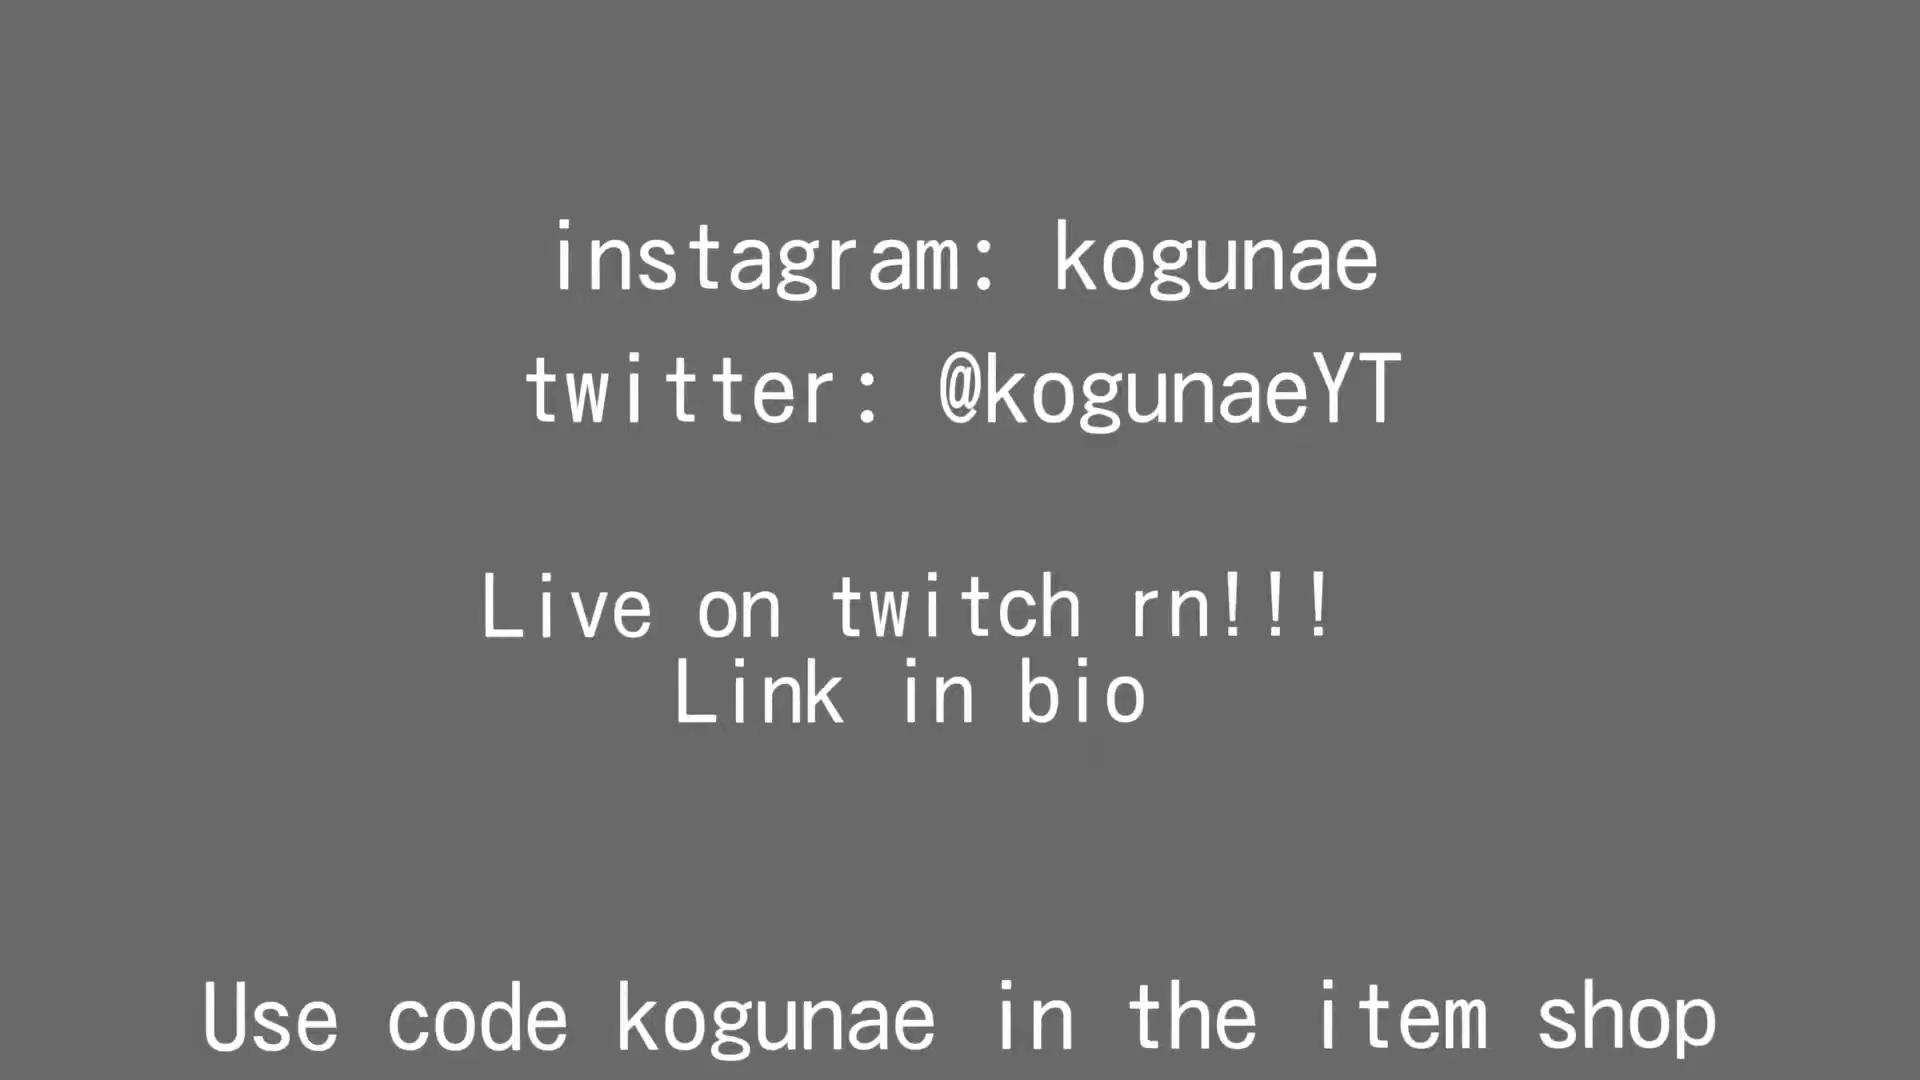 instagram: kogunae
twitter: @kogunaeYT
Live on twitch rn!!!
Link in bio
Use code kogunae in the item shop